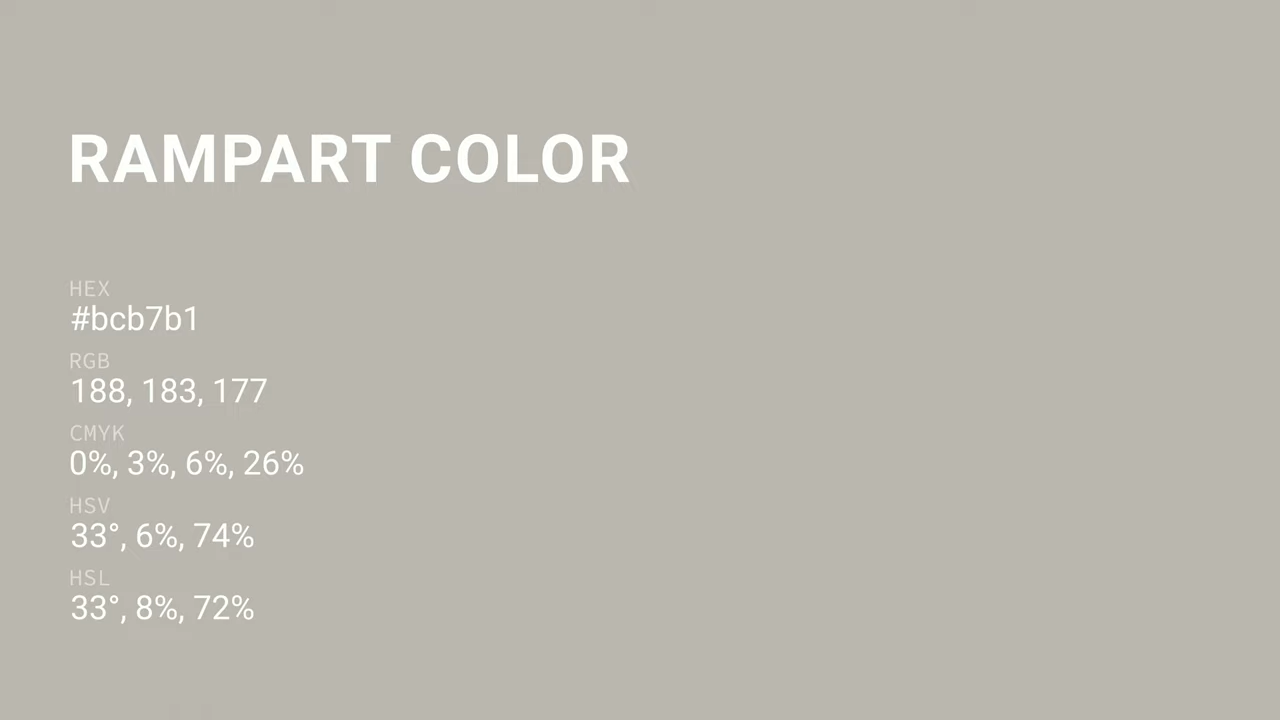 RAMPART COLOR
HEX
#bcb7b1
RGB
188, 183, 177
CMYK
0%, 3%, 6%, 26%
HSV
33°, 6%, 74%
HSL
33°, 8%, 72%